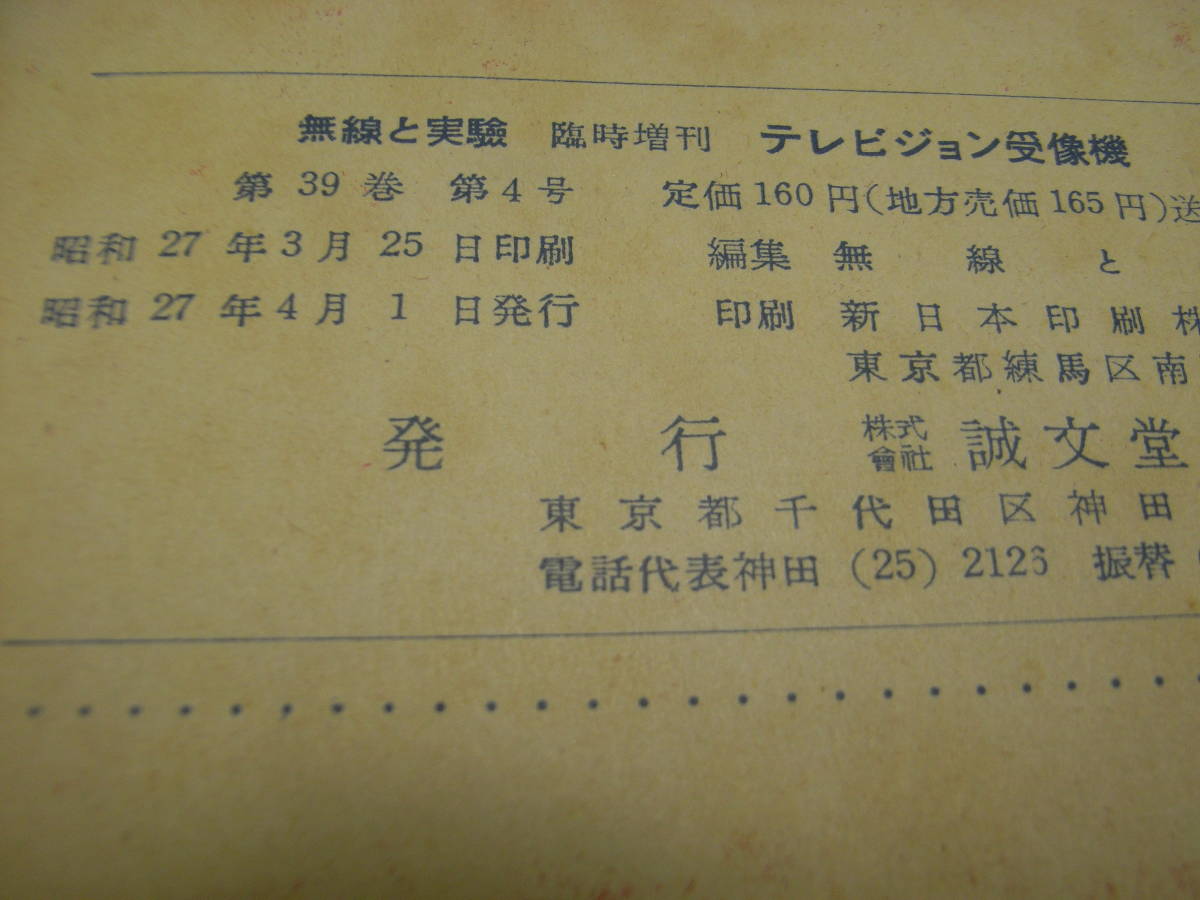 無線と実驗 臨時増刊 テレビジョン受像機
第 39 巻 第 4 号 定価 160 円(地方売価 165 円)送
昭和 27 年 3 月 25 日印刷 編集 無線と
昭和 27 年 4 月 1 日発行 印刷 新日本印刷株
東京都練馬区南
発行 株式會社 誠文堂
東京都千代田区神田
電話代表神田 (25) 2126 振替